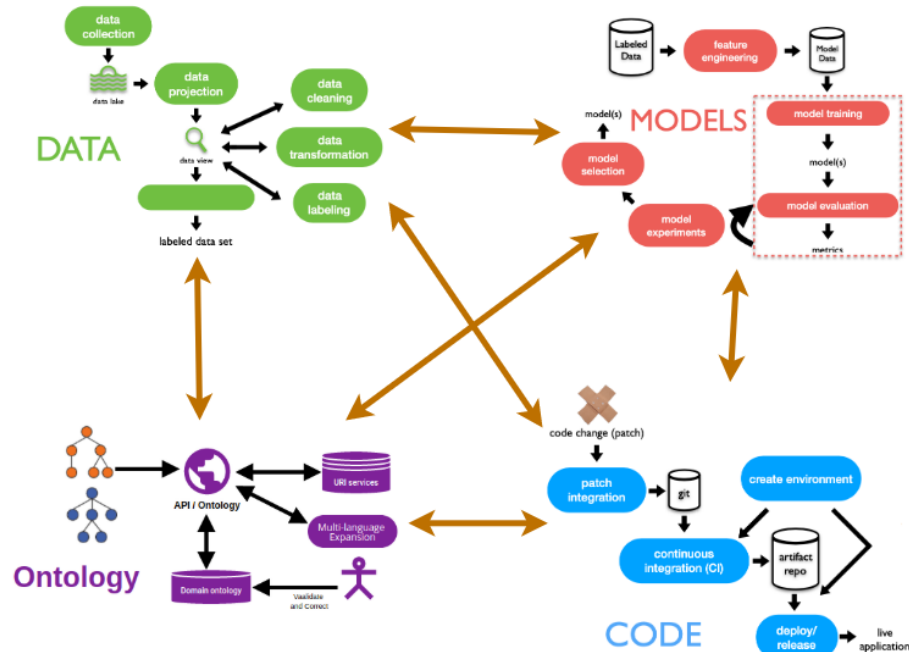 data
collection
data lake
data
projection
data view
data
cleaning
data
transformation
data
labeling
labeled data set
DATA
Labeled
Data
feature
engineering
Model
Data
MODELS
model training
model(s)
model evaluation
metrics
model
experiments
model
selection
model(s)
API / Ontology
URI services
Multi-language
Expansion
Domain ontology
Vaalidate
and Correct
Ontology
code change (patch)
patch
integration
git
create environment
continuous
integration (CI)
artifact
repo
deploy/
release
live
application
CODE